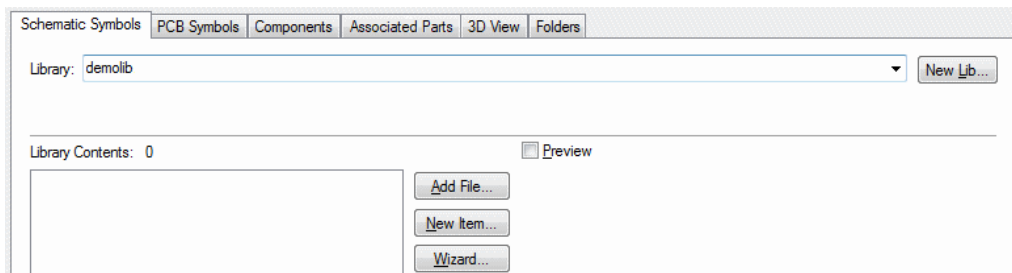 Schematic Symbols PCB Symbols Components Associated Parts 3D View Folders
Library: demolib New Lib...
Library Contents: 0 Preview
Add File...
New Item...
Wizard...